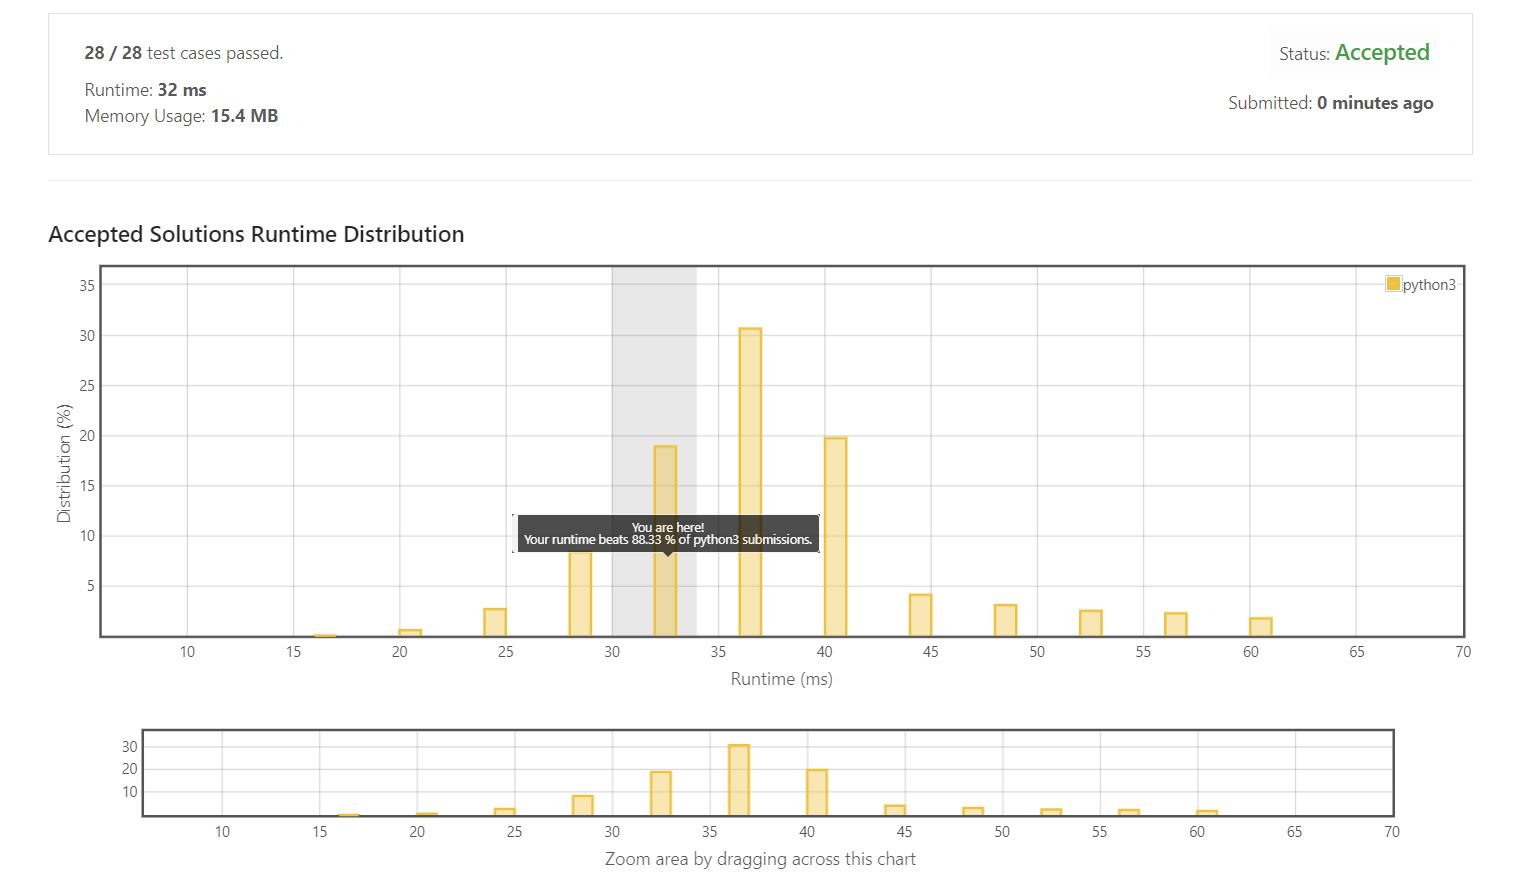 28 / 28 test cases passed.
Status: Accepted
Runtime: 32 ms
Memory Usage: 15.4 MB
Submitted: 0 minutes ago
Accepted Solutions Runtime Distribution
35
30
25
20
15
10
5
Distribution (%)
python3
You are here!
Your runtime beats 88.33 % of python3 submissions.
10 15 20 25 30 35 40 45 50 55 60 65 70
Runtime (ms)
30
20
10
10 15 20 25 30 35 40 45 50 55 60 65 70
Zoom area by dragging across this chart